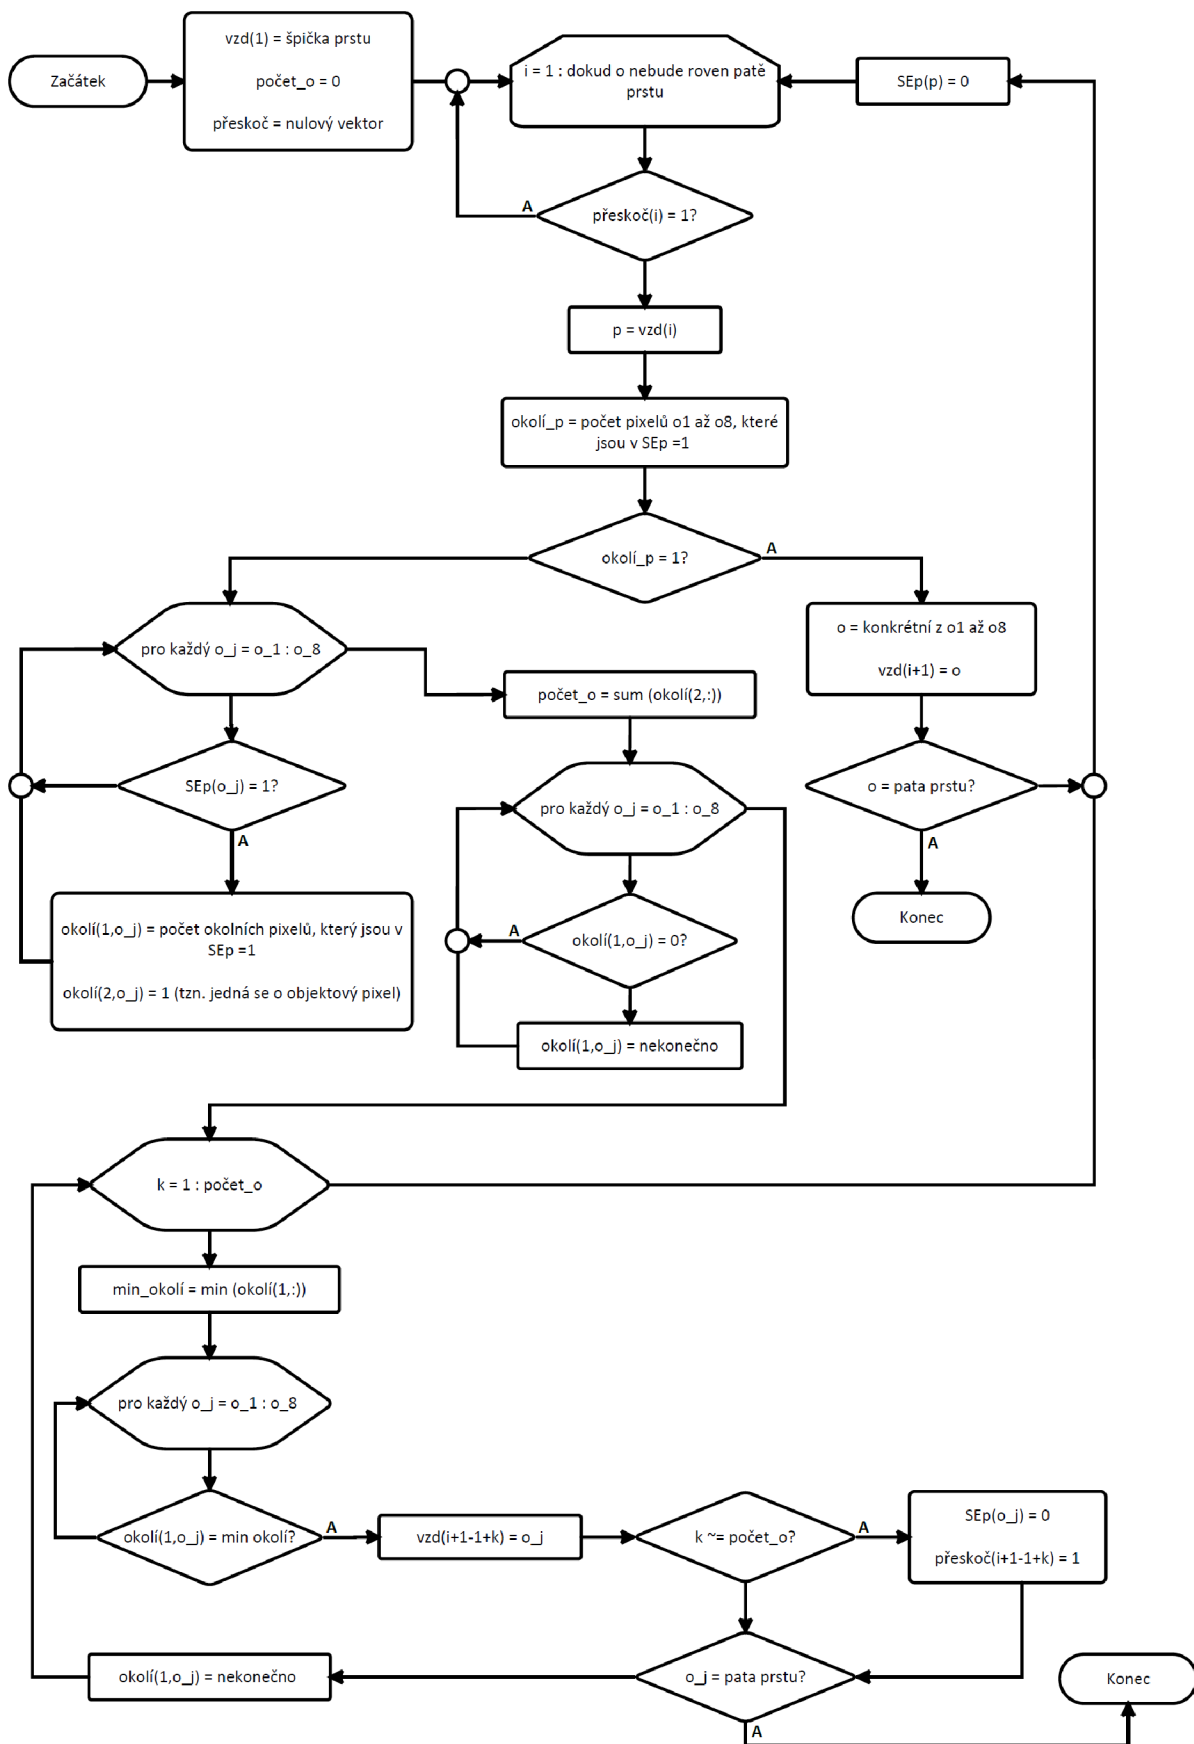 Začátek
vzd(1) = špička prstu
počet_o = 0
přeskoč = nulový vektor
i = 1 : dokud o nebude roven patě
prstu
SEp(p) = 0
A
přeskoč(i) = 1?
p = vzd(i)
okolí_p = počet pixelů o1 až o8, které
jsou v SEp =1
okolí_p = 1?
A
pro každý o_j = o_1 : o_8
o = konkrétní z o1 až o8
vzd(i+1) = o
počet_o = sum (okolí(2,:))
SEp(o_j) = 1?
A
o = pata prstu?
A
pro každý o_j = o_1 : o_8
Konec
okolí(1,o_j) = počet okolních pixelů, který jsou v
SEp =1
okolí(2,o_j) = 1 (tzn. jedná se o objektový pixel)
A
okolí(1,o_j) = 0?
okolí(1,o_j) = nekonečno
k = 1 : počet_o
min_okolí = min (okolí(1,:))
pro každý o_j = o_1 : o_8
okolí(1,o_j) = min okolí?
A
vzd(i+1-1+k) = o_j
k ~= počet_o?
A
SEp(o_j) = 0
přeskoč(i+1-1+k) = 1
okolí(1,o_j) = nekonečno
o_j = pata prstu?
A
Konec